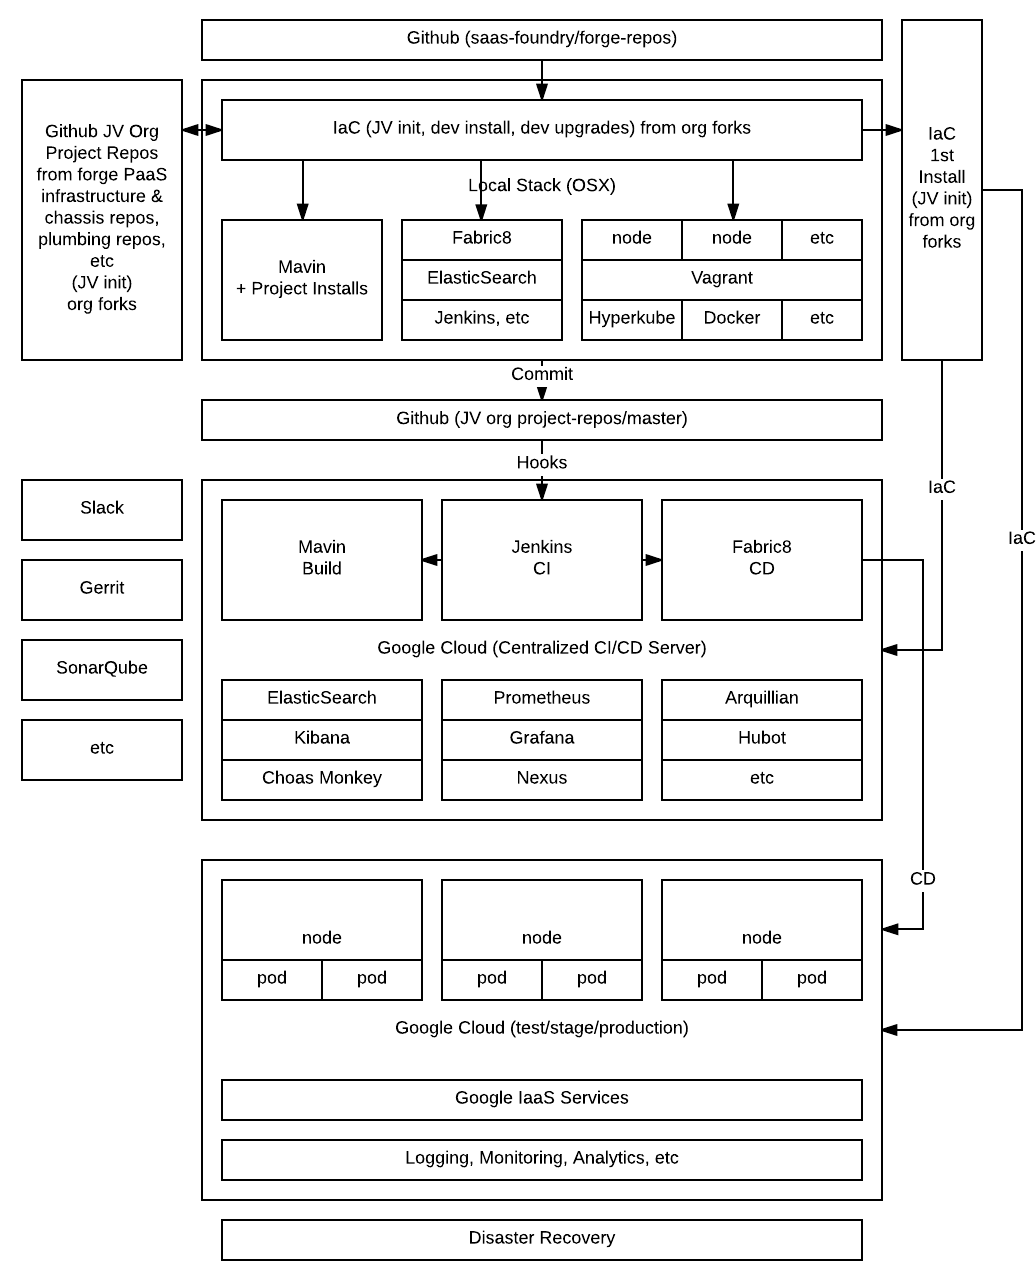 Github (saas-foundry/forge-repos)
Github JV Org
Project Repos
from forge PaaS
infrastructure &
chassis repos,
plumbing repos,
etc
(JV init)
org forks
IaC (JV init, dev install, dev upgrades) from org forks
IaC
1st
Install
(JV init)
from org
forks
Local Stack (OSX)
Mavin
+ Project Installs
Fabric8
ElasticSearch
Jenkins, etc
node
node
etc
Vagrant
Hyperkube
Docker
etc
Commit
Github (JV org project-repos/master)
Hooks
IaC
IaC
Slack
Gerrit
SonarQube
etc
Mavin
Build
Jenkins
CI
Fabric8
CD
Google Cloud (Centralized CI/CD Server)
ElasticSearch
Kibana
Choas Monkey
Prometheus
Grafana
Nexus
Arquillian
Hubot
etc
CD
node
pod
pod
node
pod
pod
node
pod
pod
Google Cloud (test/stage/production)
Google IaaS Services
Logging, Monitoring, Analytics, etc
Disaster Recovery